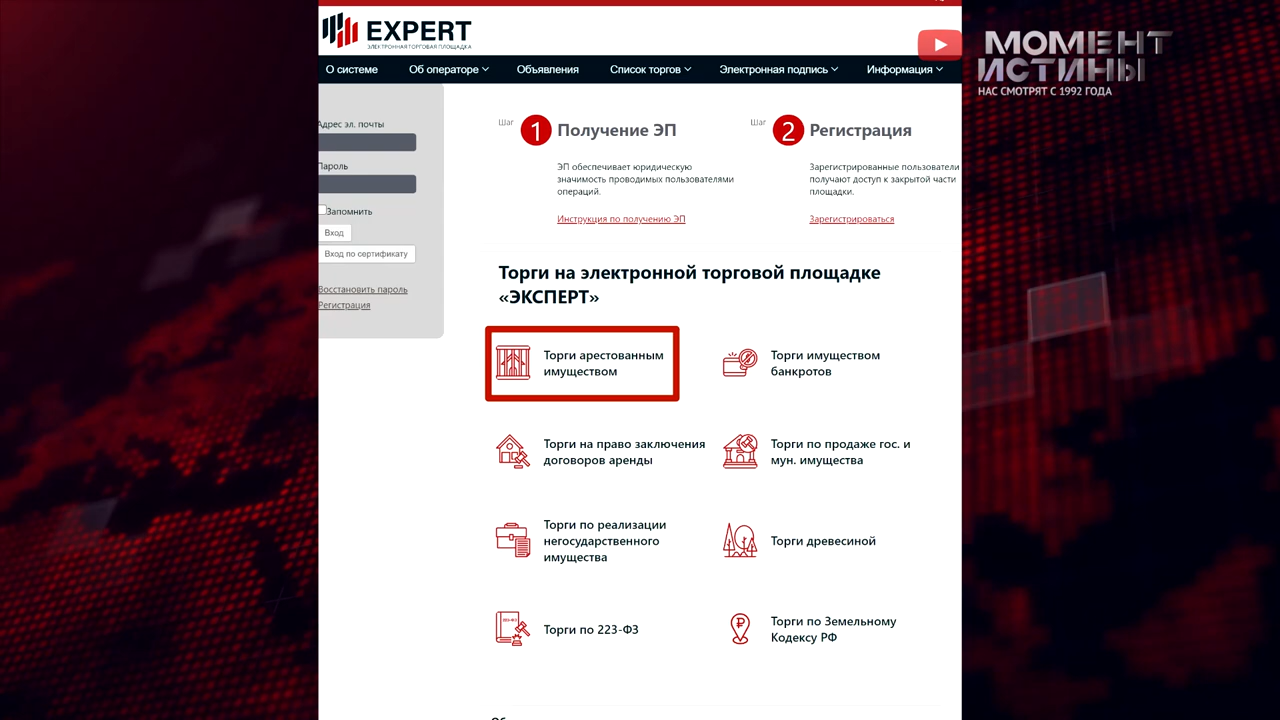 EXPERT
ЭЛЕКТРОННАЯ ТОРГОВАЯ ПЛОЩАДКА
МОМЕНТ
ИСТИНЫ
НАС СМОТРЯТ С 1992 ГОДА
О системе
Об операторе
Объявления
Список торгов
Электронная подпись
Информация
Адрес эл. почты
Пароль
Запомнить
Вход
Вход по сертификату
Восстановить пароль
Регистрация
Шаг
1
Получение ЭП
ЭП обеспечивает юридическую
значимость проводимых пользователями
операций.
Инструкция по получению ЭП
Шаг
2
Регистрация
Зарегистрированные пользователи
получают доступ к закрытой части
площадки.
Зарегистрироваться
Торги на электронной торговой площадке
«ЭКСПЕРТ»
Торги арестованным
имуществом
Торги имуществом
банкротов
Торги на право заключения
договоров аренды
Торги по продаже гос. и
мун. имущества
Торги по реализации
негосударственного
имущества
Торги древесиной
Торги по 223-ФЗ
Торги по Земельному
Кодексу РФ